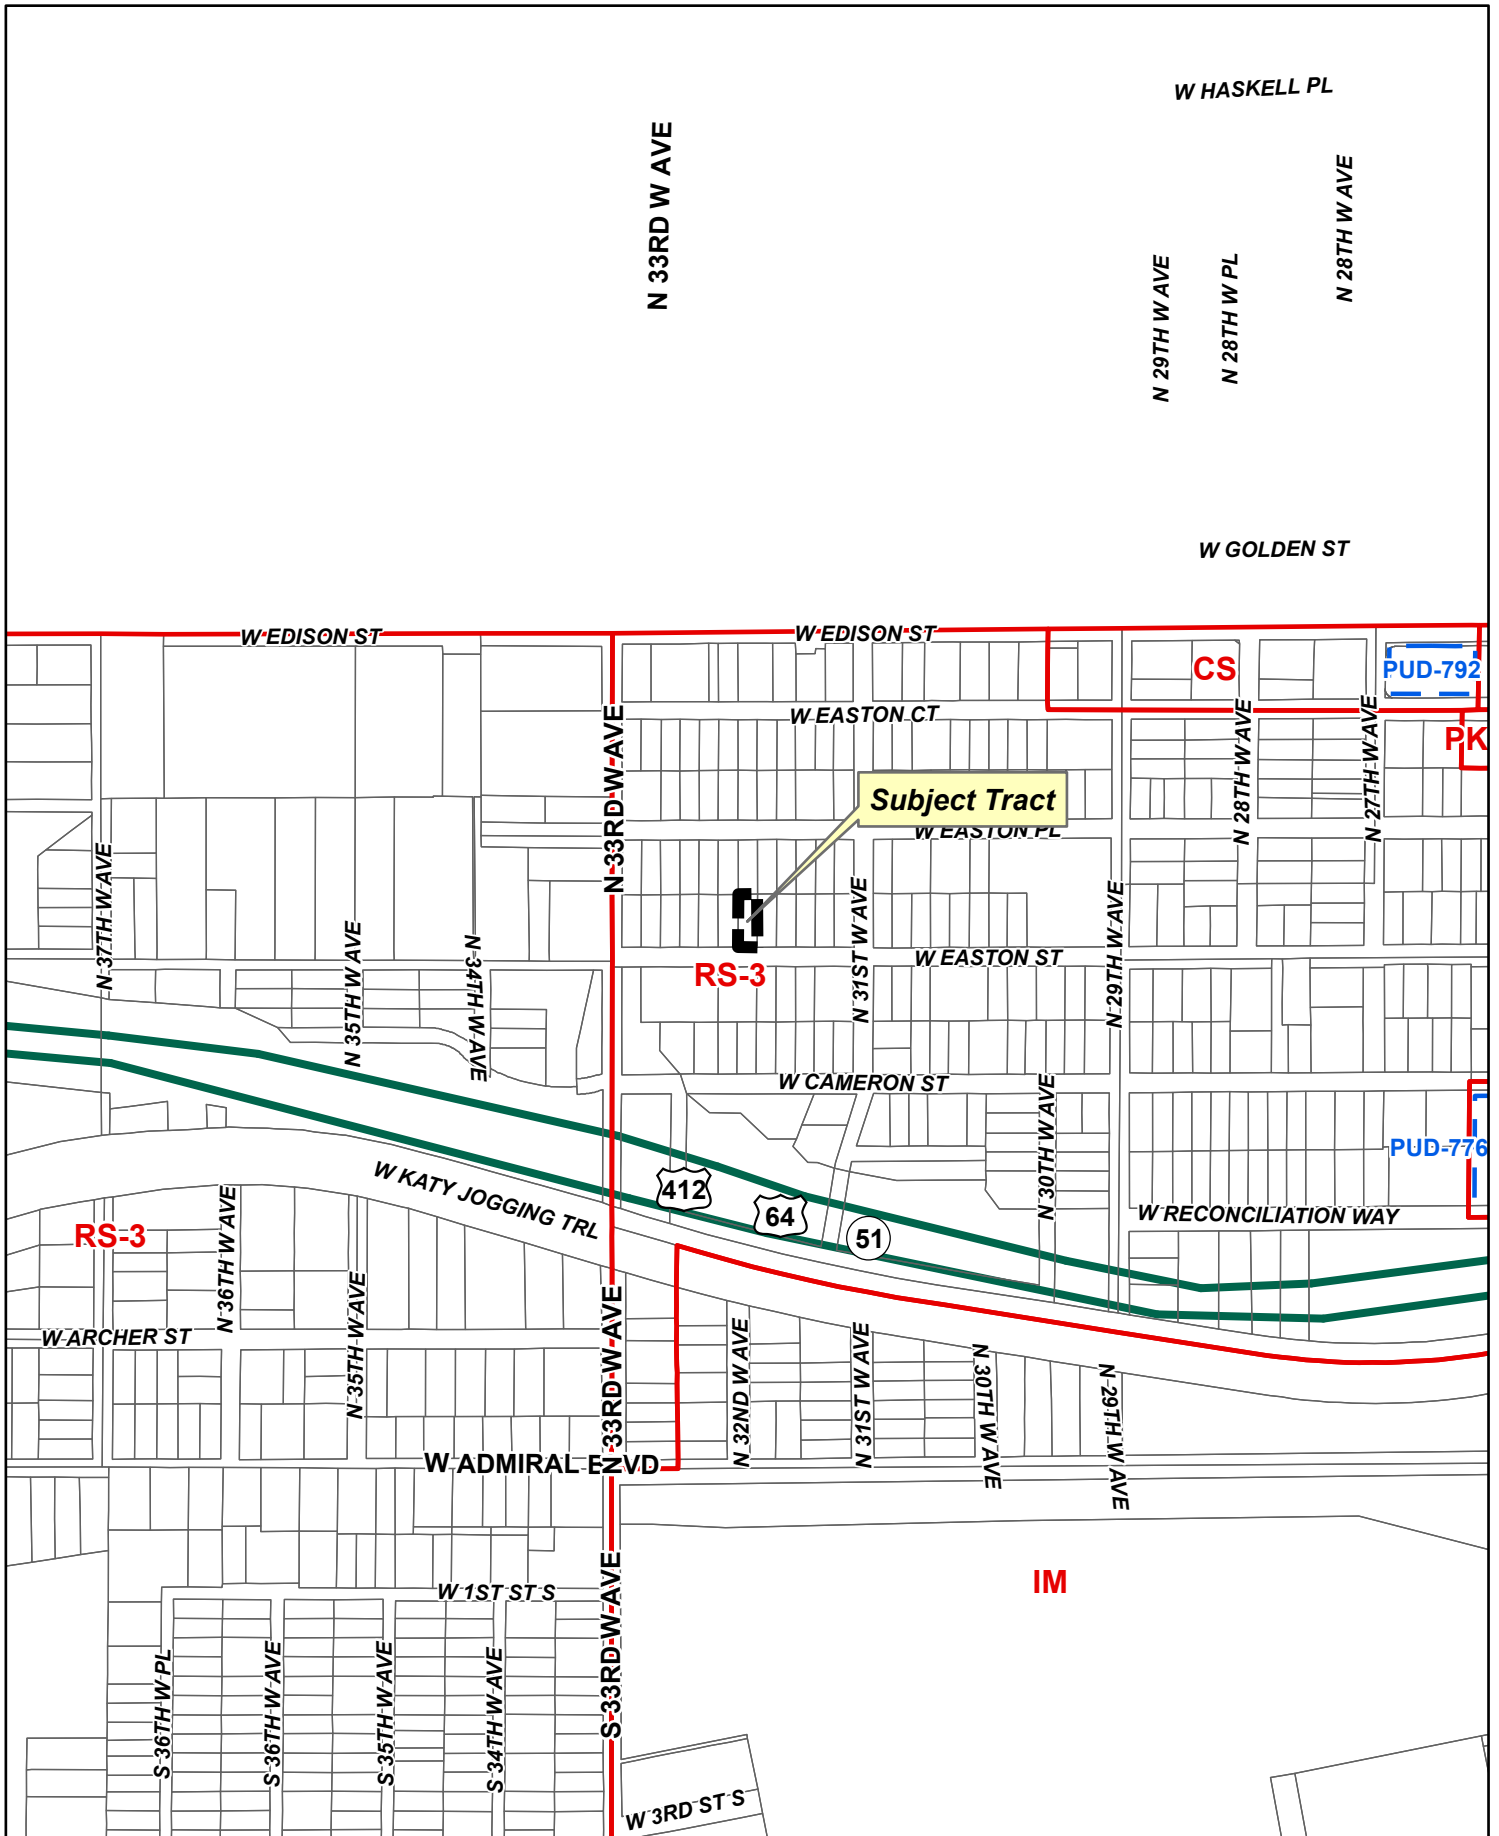 W HASKELL PL
N 33RD W AVE
N 28TH W AVE
N 29TH W AVE
N 28TH W PL
W GOLDEN ST
W EDISON ST
W EDISON ST
CS
PUD-792
W EASTON CT
N 33RD W AVE
N 28TH W AVE
N 27TH W AVE
PK
Subject Tract
W EASTON PL
N 37TH W AVE
N 35TH W AVE
N 34TH W AVE
N 31ST W AVE
N 29TH W AVE
W EASTON ST
RS-3
W CAMERON ST
N 30TH W AVE
PUD-776
W KATY JOGGING TRL
412
64
51
W RECONCILIATION WAY
RS-3
N 36TH W AVE
N 35TH W AVE
N 33RD W AVE
W ARCHER ST
N 32ND W AVE
N 31ST W AVE
N 30TH W AVE
N 29TH W AVE
W ADMIRAL BLVD
IM
W 1ST ST S
S 33RD W AVE
S 36TH W PL
S 36TH W AVE
S 35TH W AVE
S 34TH W AVE
W 3RD ST S